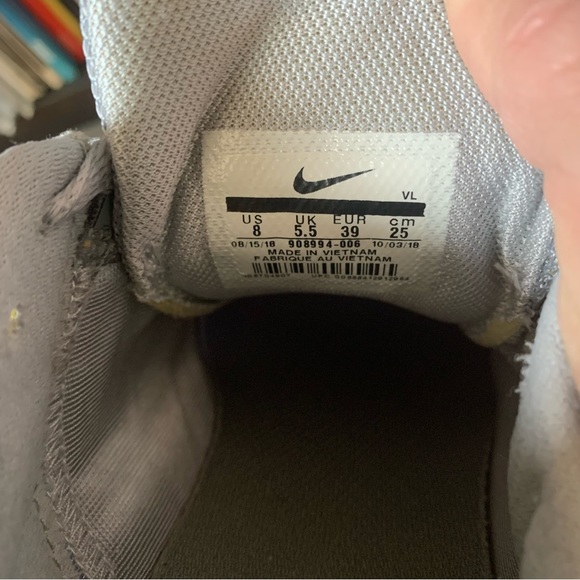 VL
US UK EUR cm
8 5.5 39 25
08/15/18 908994-006 10/03/18
MADE IN VIETNAM
FABRIQUE AU VIETNAM
UPC